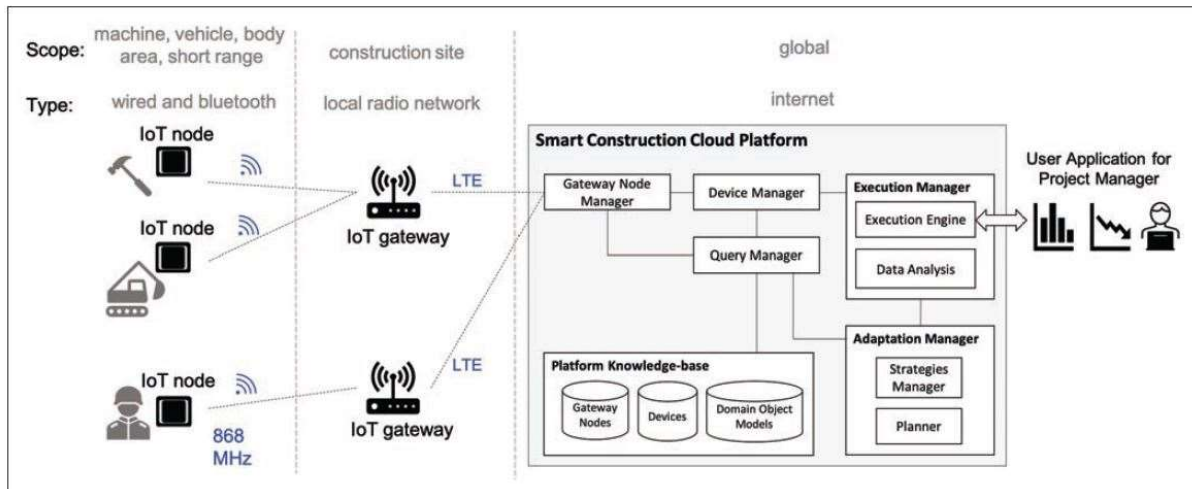 Scope:
machine, vehicle, body
area, short range
construction site
global
Type:
wired and bluetooth
local radio network
internet
IoT node
IoT node
IoT node
868
MHz
LTE
IoT gateway
LTE
IoT gateway
Smart Construction Cloud Platform
Gateway Node
Manager
Device Manager
Query Manager
Execution Manager
Execution Engine
Data Analysis
Platform Knowledge-base
Gateway
Nodes
Devices
Domain Object
Models
Adaptation Manager
Strategies
Manager
Planner
User Application for
Project Manager